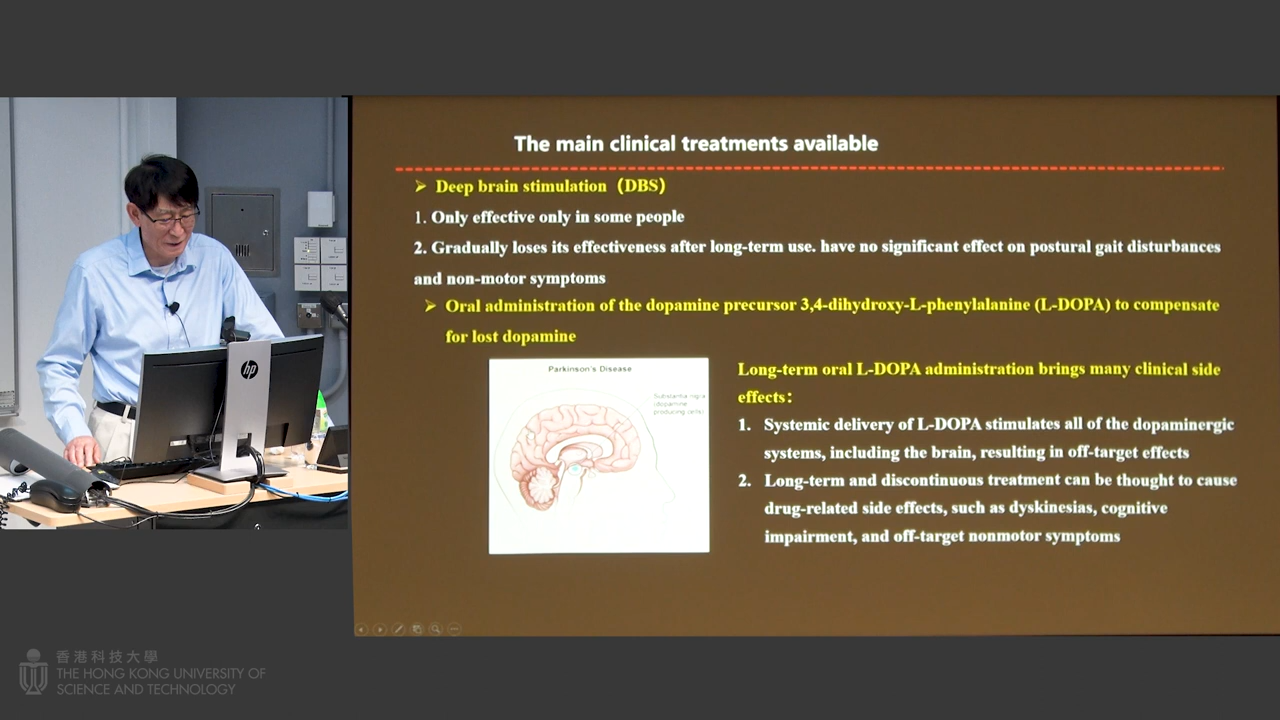 The main clinical treatments available
➢ Deep brain stimulation (DBS)
1. Only effective only in some people
2. Gradually loses its effectiveness after long-term use. have no significant effect on postural gait disturbances
and non-motor symptoms
➢ Oral administration of the dopamine precursor 3,4-dihydroxy-L-phenylalanine (L-DOPA) to compensate
for lost dopamine
Parkinson's Disease
Substantia nigra
(dopamine
producing cells)
Long-term oral L-DOPA administration brings many clinical side
effects:
1. Systemic delivery of L-DOPA stimulates all of the dopaminergic
systems, including the brain, resulting in off-target effects
2. Long-term and discontinuous treatment can be thought to cause
drug-related side effects, such as dyskinesias, cognitive
impairment, and off-target nonmotor symptoms
hp
香港科技大學
THE HONG KONG UNIVERSITY OF
SCIENCE AND TECHNOLOGY